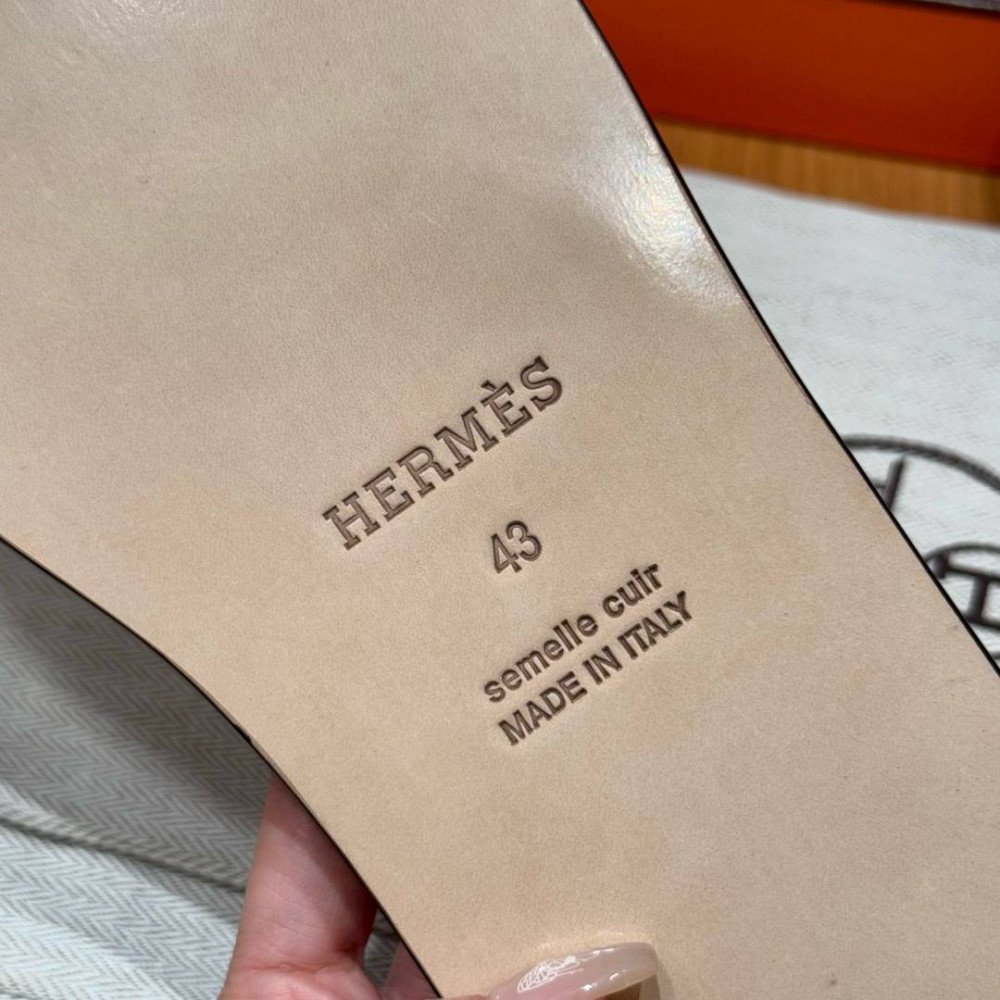 HERMÈS
43
semelle cuir
MADE IN ITALY